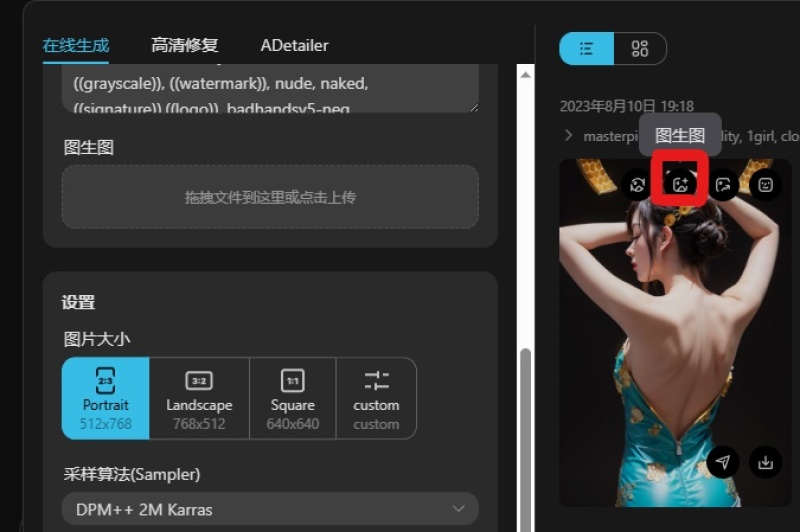 在线生成
高清修复
ADetailer
((grayscale)), ((watermark)), nude, naked,
((signature)) ((logo)), badhandsv5-neg
图生图
拖拽文件到这里或点击上传
设置
图片大小
2:3
Portrait
512x768
3:2
Landscape
768x512
1:1
Square
640x640
custom
custom
采样算法(Sampler)
DPM++ 2M Karras
2023年8月10日 19:18
图生图
1girl,